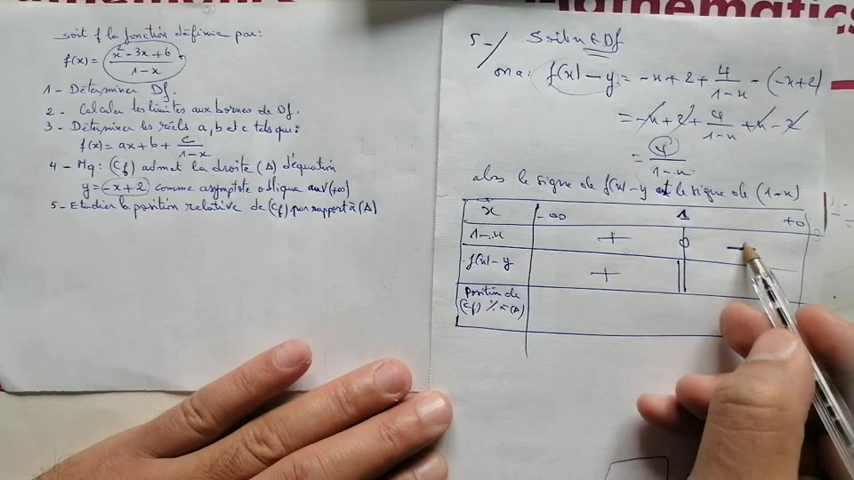 mathematics
soit f la fonction définie par:
f(x) = x² - 3x + 6 / 1 - x .
1 - Déterminer Df.
2 - Calculer les limites aux bornes de Df.
3 - Déterminer les réels a, b et c tels que:
f(x) = ax + b + c / 1 - x
4 - Mq: (Cf) admet la droite (Δ) d'équation
y = -x + 2 comme asymptote oblique au V(+∞)
5 - Etudier la position relative de (Cf) par rapport à (Δ)
5 - / Soit x ∈ Df
on a: f(x) - y = -x + 2 + 4 / 1 - x - (-x + 2)
= -x + 2 + 4 / 1 - x + x - 2
= 4 / 1 - x
alors le signe de f(x) - y est le signe de (1 - x)
x -∞ 1 +∞
1 - x + 0 -
f(x) - y +
position de
(Cf) % à (Δ)